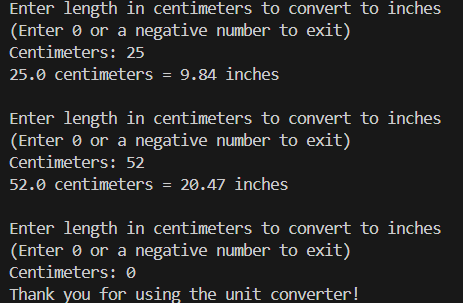 Enter length in centimeters to convert to inches
(Enter 0 or a negative number to exit)
Centimeters: 25
25.0 centimeters = 9.84 inches

Enter length in centimeters to convert to inches
(Enter 0 or a negative number to exit)
Centimeters: 52
52.0 centimeters = 20.47 inches

Enter length in centimeters to convert to inches
(Enter 0 or a negative number to exit)
Centimeters: 0
Thank you for using the unit converter!